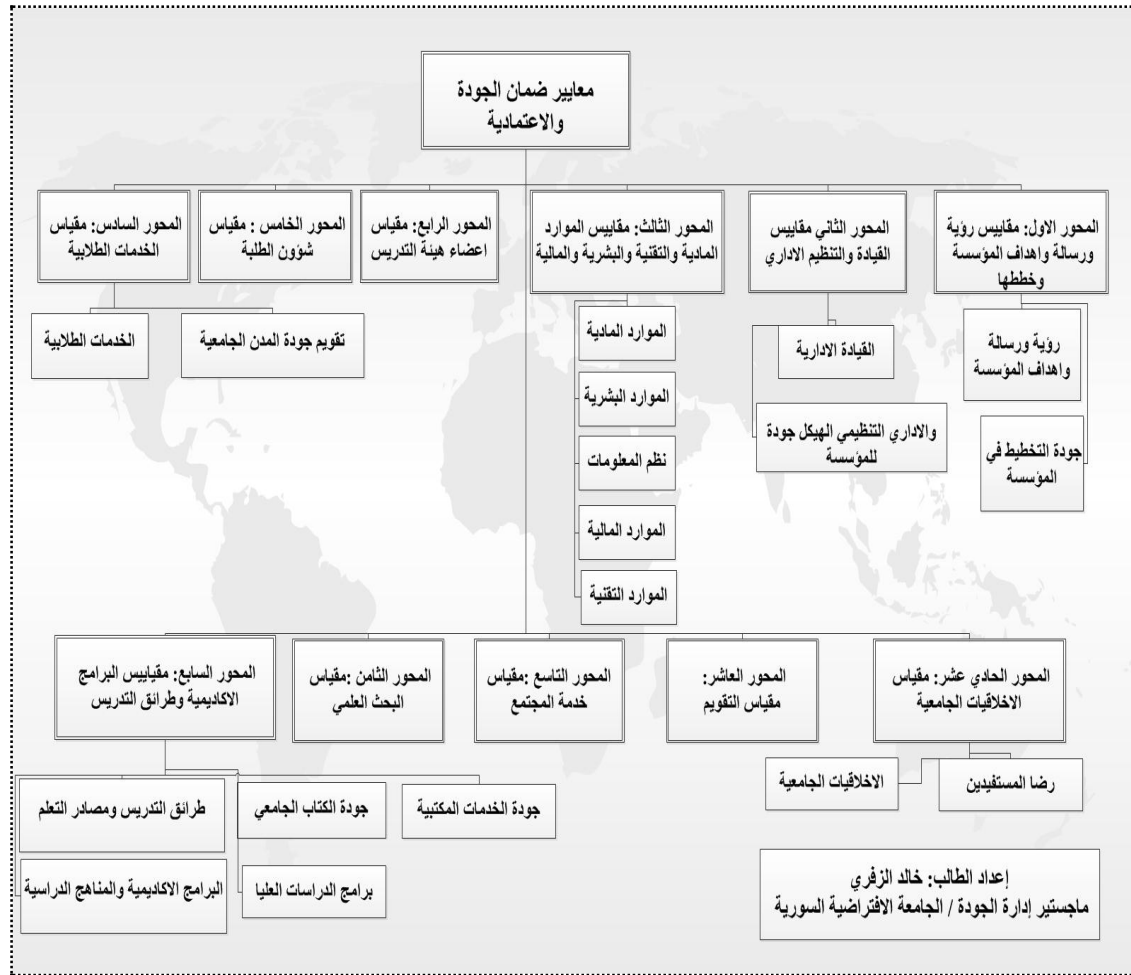 معايير ضمان الجودة
والاعتمادية
المحور الاول: مقاييس رؤية
ورسالة واهداف المؤسسة
وخططها
المحور الثاني مقاييس
القيادة والتنظيم الاداري
المحور الثالث: مقاييس الموارد
المادية والتقنية والبشرية والمالية
المحور الرابع: مقياس
اعضاء هيئة التدريس
المحور الخامس : مقياس
شؤون الطلبة
المحور السادس: مقياس
الخدمات الطلابية
رؤية ورسالة
واهداف المؤسسة
جودة التخطيط في
المؤسسة
القيادة الادارية
والاداري التنظيمي الهيكل جودة
للمؤسسة
الموارد المادية
الموارد البشرية
نظم المعلومات
الموارد المالية
الموارد التقنية
تقويم جودة المدن الجامعية
الخدمات الطلابية
المحور الحادي عشر: مقياس
الاخلاقيات الجامعية
المحور العاشر:
مقياس التقويم
المحور التاسع :مقياس
خدمة المجتمع
المحور الثامن :مقياس
البحث العلمي
المحور السابع: مقياييس البرامج
الاكاديمية وطرائق التدريس
رضا المستفيدين
الاخلاقيات الجامعية
جودة الخدمات المكتبية
جودة الكتاب الجامعي
طرائق التدريس ومصادر التعلم
برامج الدراسات العليا
البرامج الاكاديمية والمناهج الدراسية
إعداد الطالب: خالد الزفري
ماجستير إدارة الجودة / الجامعة الافتراضية السورية